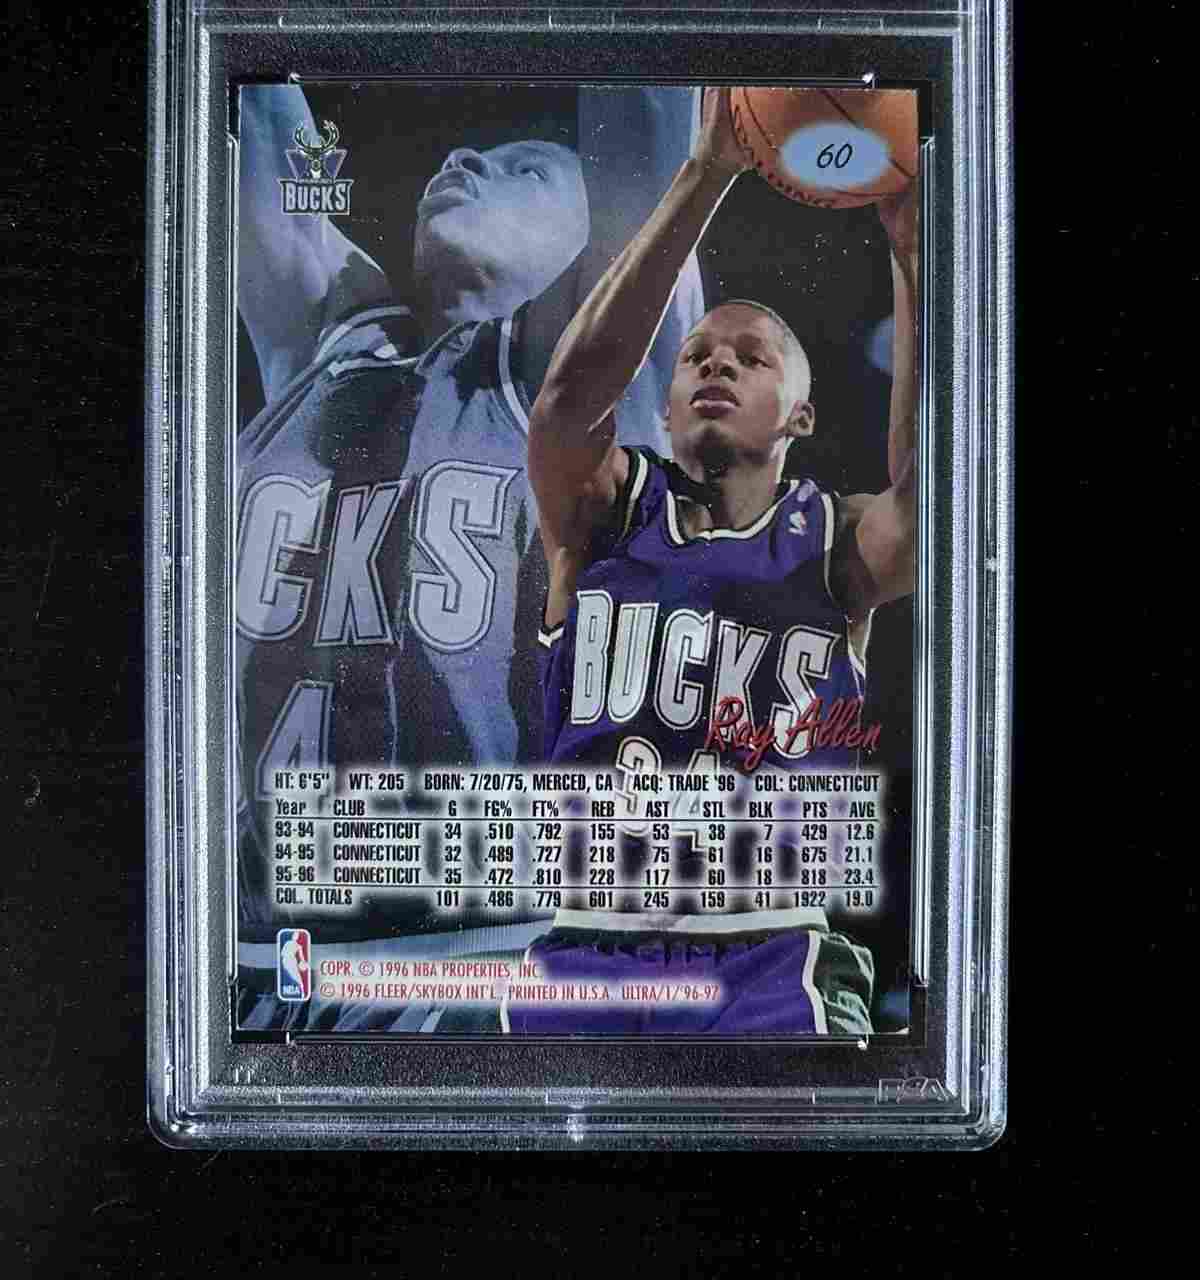 60
BUCKS
CKS
4
BUCKS
34
Ray Allen
HT: 6'5" WT: 205 BORN: 7/20/75, MERCED, CA ACQ: TRADE '96 COL: CONNECTICUT
Year CLUB G FG% FT% REB AST STL BLK PTS AVG
93-94 CONNECTICUT 34 .510 .792 155 53 38 7 429 12.6
94-95 CONNECTICUT 32 .489 .727 218 75 61 16 675 21.1
95-96 CONNECTICUT 35 .472 .810 228 117 60 18 818 23.4
COL. TOTALS 101 .486 .779 601 245 159 41 1922 19.0
NBA
COPR. © 1996 NBA PROPERTIES, INC.
© 1996 FLEER/SKYBOX INT'L., PRINTED IN U.S.A. ULTRA/1/'96-97
PSA